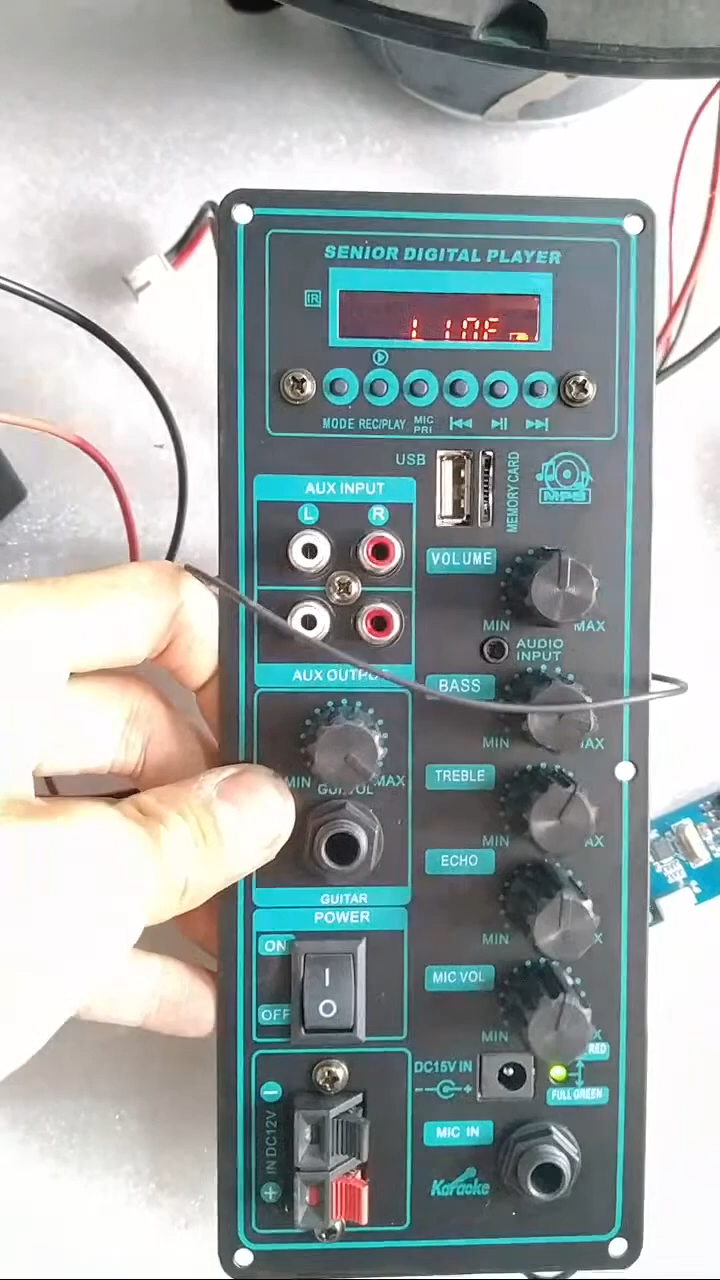 SENIOR DIGITAL PLAYER
IR
LINE
MODE REC/PLAY MIC PRI
USB
MEMORY CARD
MP3
AUX INPUT
L R
VOLUME
MIN MAX
AUDIO INPUT
AUX OUTPUT
BASS
MIN
MIN MAX
TREBLE
MIN
ECHO
MIN
GUITAR
POWER
ON
OFF
MIC VOL
MIN
RED
DC15V IN
FULL GREEN
IN DC12V
MIC IN
Karaoke